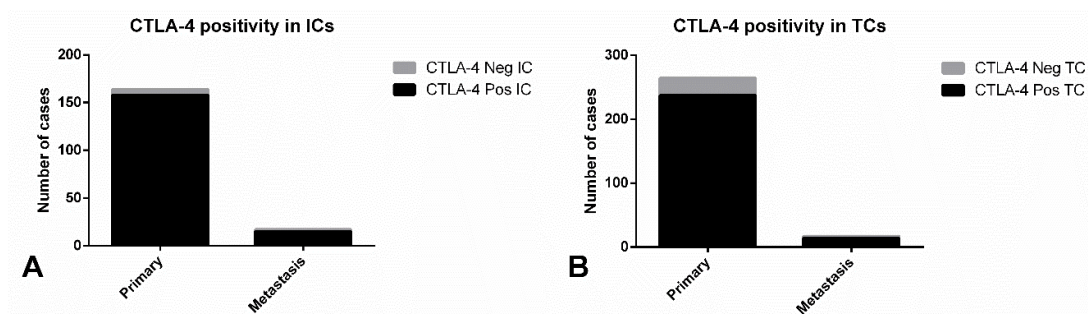 CTLA-4 positivity in ICs
200
150
100
50
0
Number of cases
Primary
Metastasis
CTLA-4 Neg IC
CTLA-4 Pos IC
A
CTLA-4 positivity in TCs
300
200
100
0
Number of cases
Primary
Metastasis
CTLA-4 Neg TC
CTLA-4 Pos TC
B